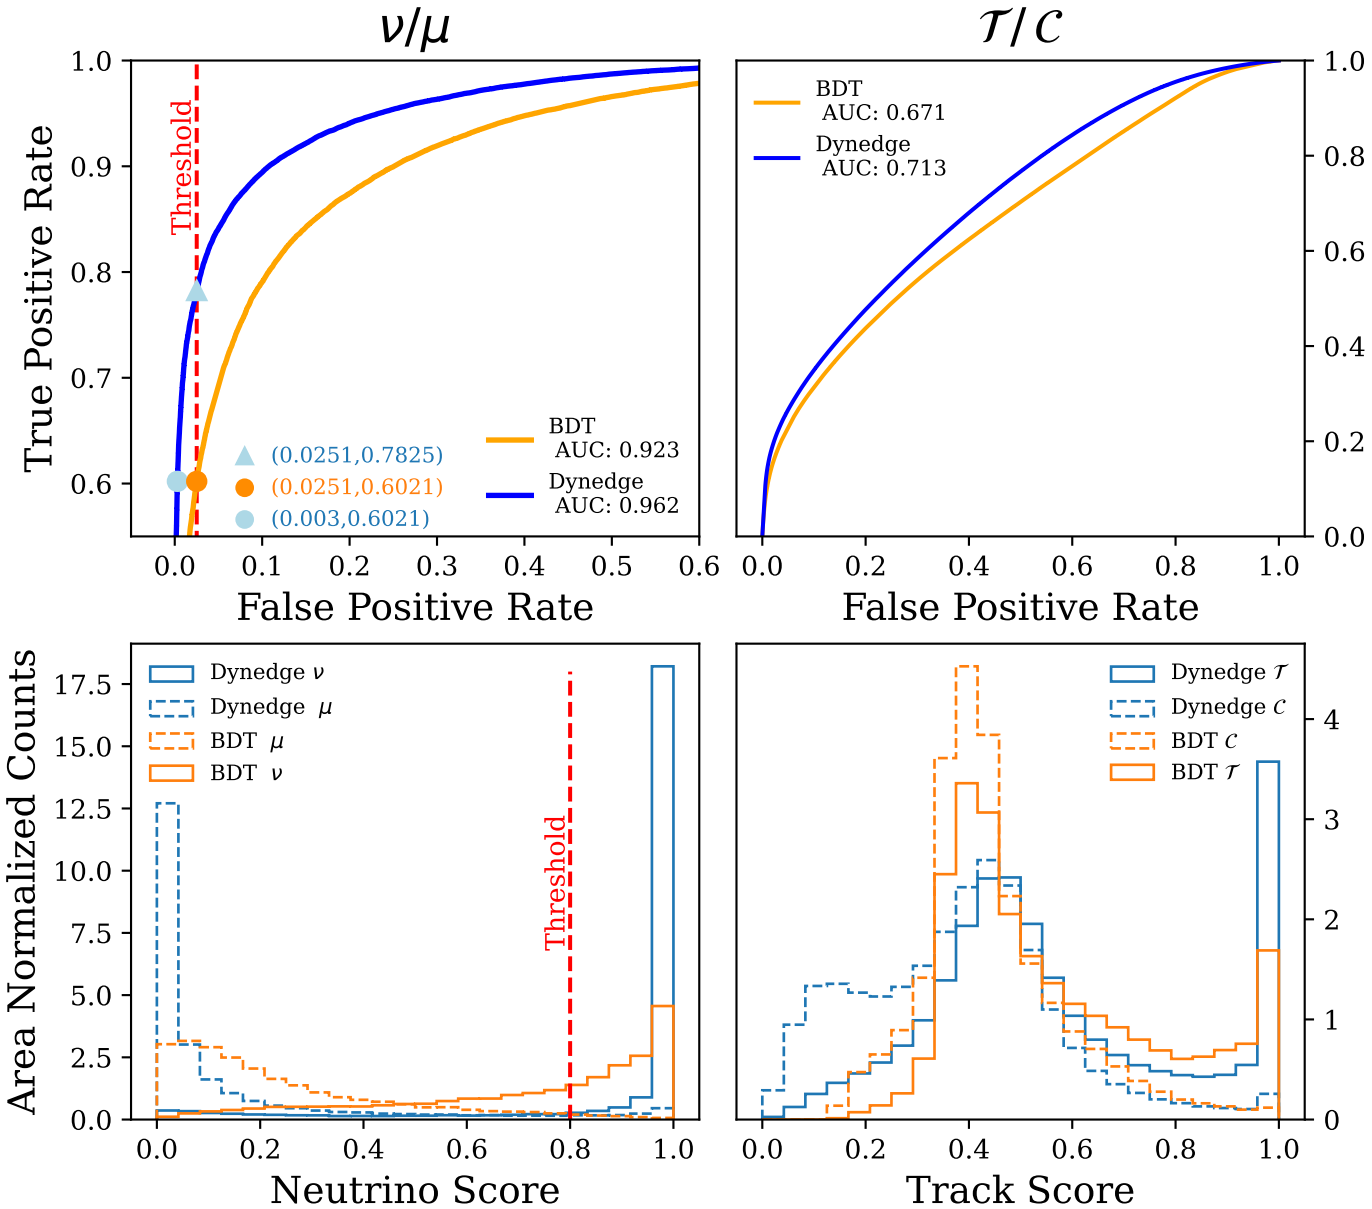 ν/μ
𝒯/𝒞
True Positive Rate
1.0
0.9
0.8
0.7
0.6
Threshold
(0.0251,0.7825)
(0.0251,0.6021)
(0.003,0.6021)
BDT
AUC: 0.923
Dynedge
AUC: 0.962
0.0 0.1 0.2 0.3 0.4 0.5 0.6
False Positive Rate
BDT
AUC: 0.671
Dynedge
AUC: 0.713
1.0
0.8
0.6
0.4
0.2
0.0
0.0 0.2 0.4 0.6 0.8 1.0
False Positive Rate
Area Normalized Counts
17.5
15.0
12.5
10.0
7.5
5.0
2.5
0.0
Dynedge ν
Dynedge μ
BDT μ
BDT ν
Threshold
0.0 0.2 0.4 0.6 0.8 1.0
Neutrino Score
Dynedge 𝒯
Dynedge 𝒞
BDT 𝒞
BDT 𝒯
4
3
2
1
0
0.0 0.2 0.4 0.6 0.8 1.0
Track Score